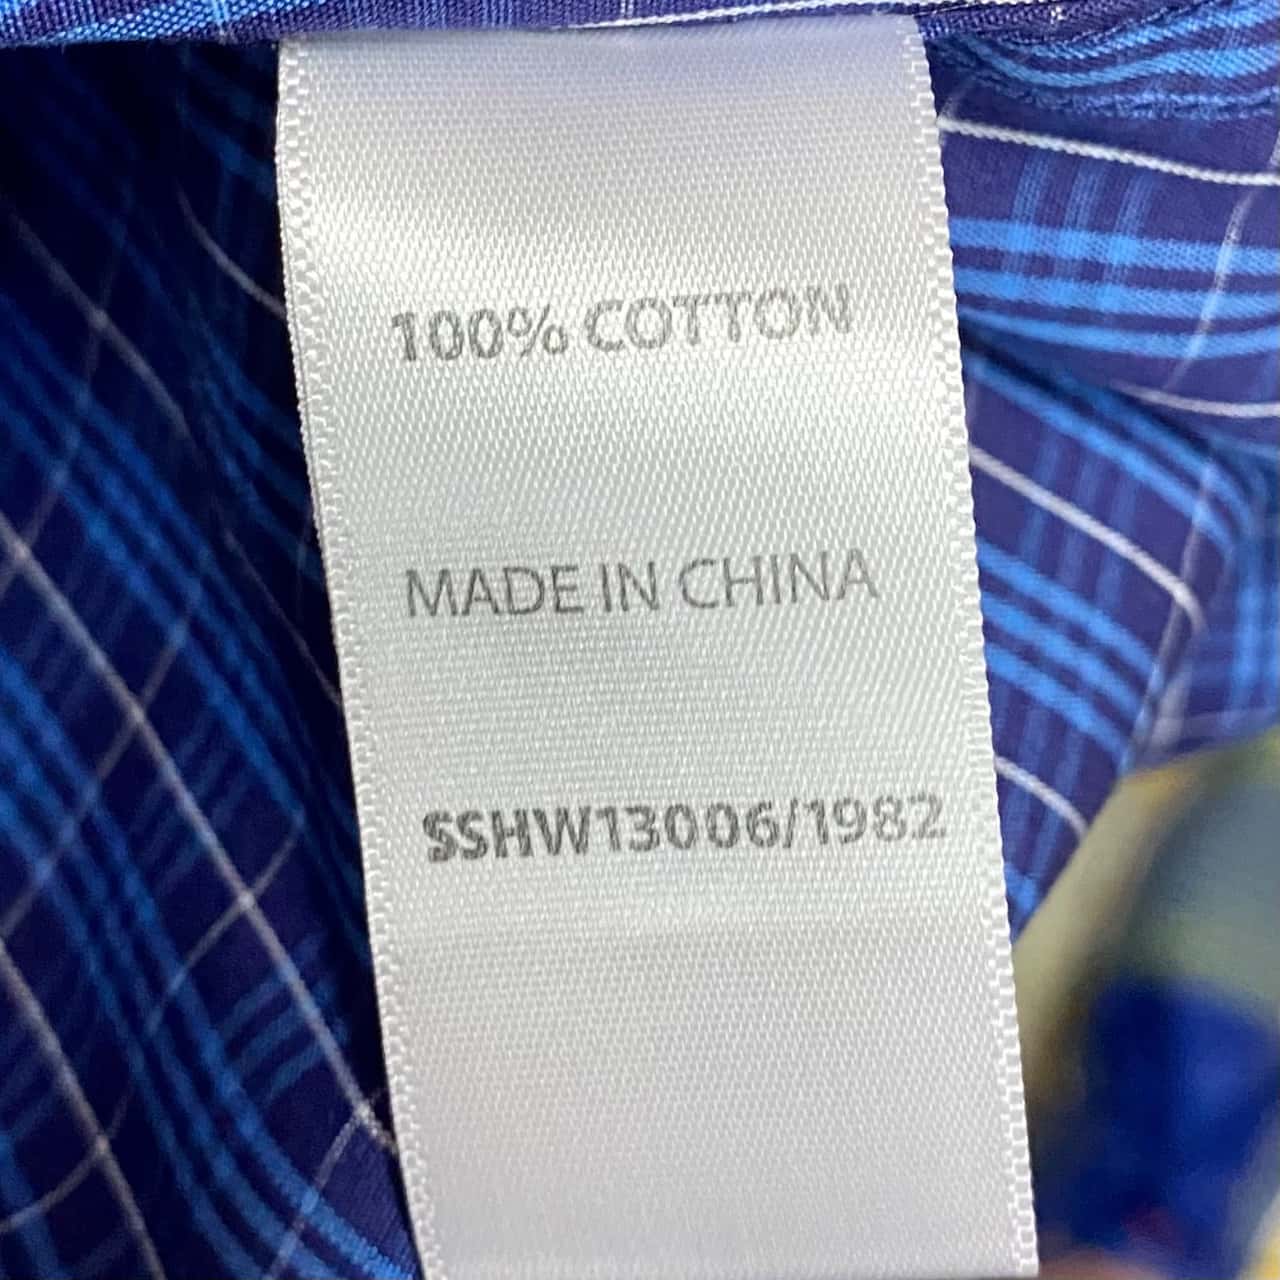 100% COTTON
MADE IN CHINA
SSHW13006/1982